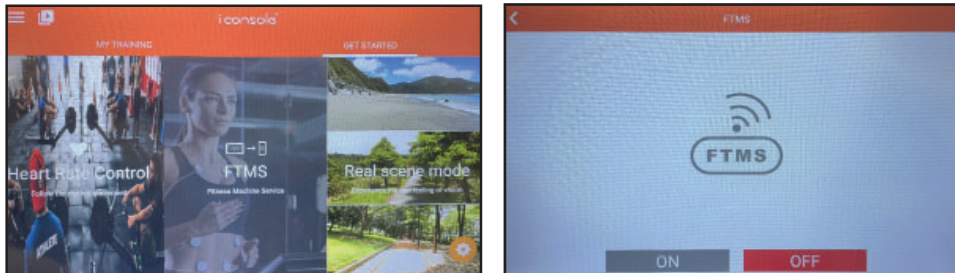 iconsole+
MY TRAINING
GET STARTED
Heart Rate Control
FTMS
Fitness Machine Service
Real scene mode
FTMS
FTMS
ON
OFF